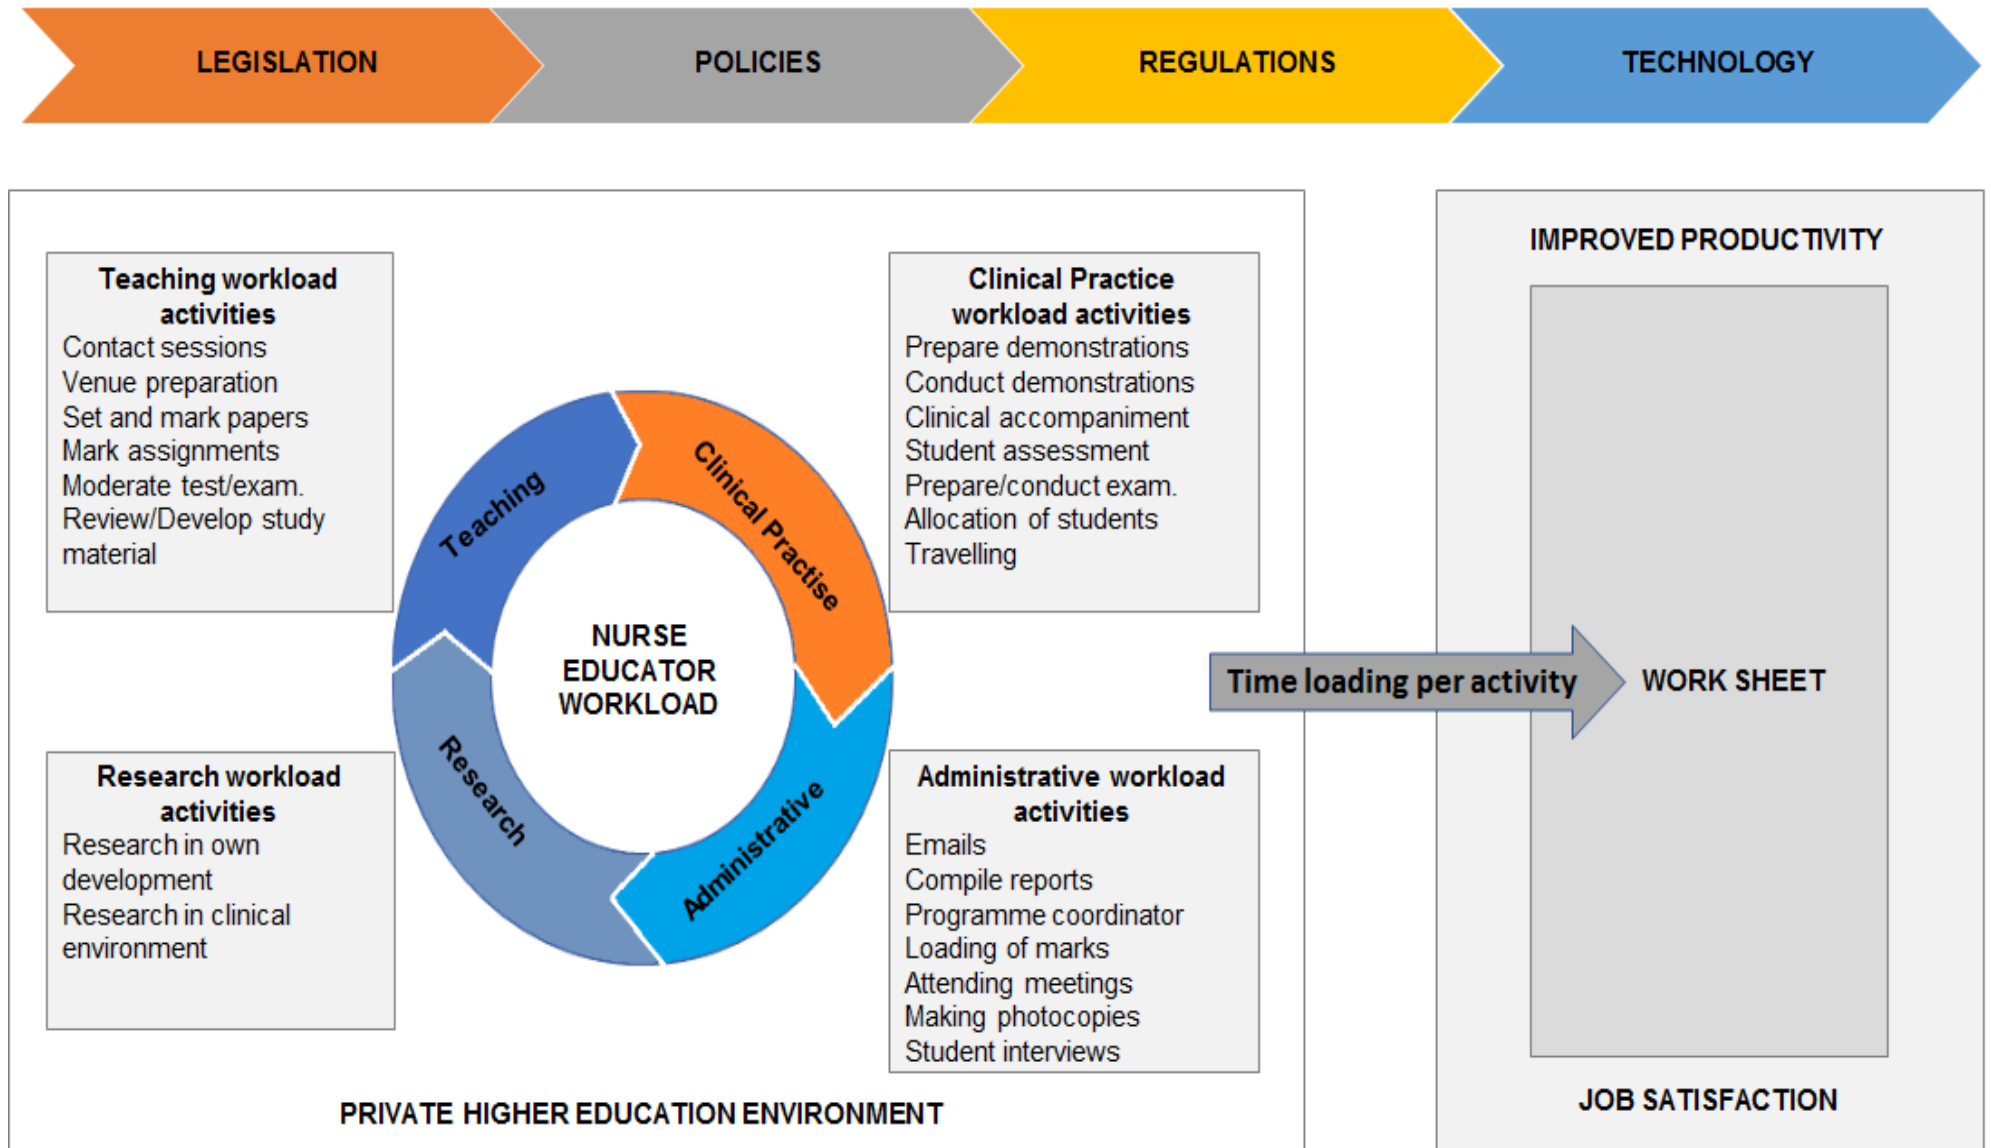 LEGISLATION
POLICIES
REGULATIONS
TECHNOLOGY
Teaching workload
activities
Contact sessions
Venue preparation
Set and mark papers
Mark assignments
Moderate test/exam.
Review/Develop study
material
Clinical Practice
workload activities
Prepare demonstrations
Conduct demonstrations
Clinical accompaniment
Student assessment
Prepare/conduct exam.
Allocation of students
Travelling
Teaching
Clinical Practise
Administrative
Research
NURSE
EDUCATOR
WORKLOAD
Research workload
activities
Research in own
development
Research in clinical
environment
Administrative workload
activities
Emails
Compile reports
Programme coordinator
Loading of marks
Attending meetings
Making photocopies
Student interviews
PRIVATE HIGHER EDUCATION ENVIRONMENT
Time loading per activity
IMPROVED PRODUCTIVITY
WORK SHEET
JOB SATISFACTION